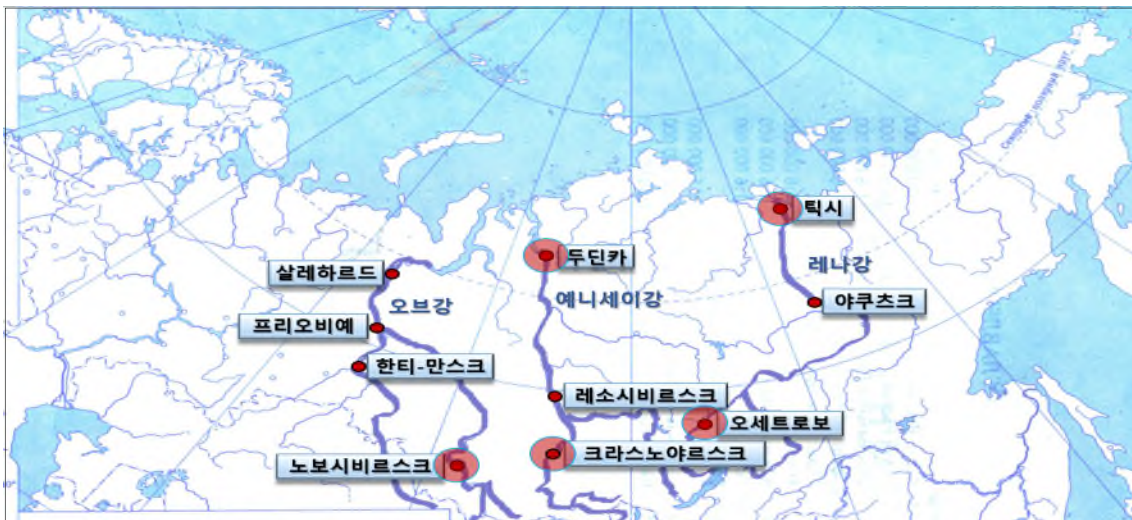 틱시
두딘카
살레하르드
레나강
오브강
예니세이강
야쿠츠크
프리오비예
한티-만스크
레소시비르스크
오세트로보
크라스노야르스크
노보시비르스크